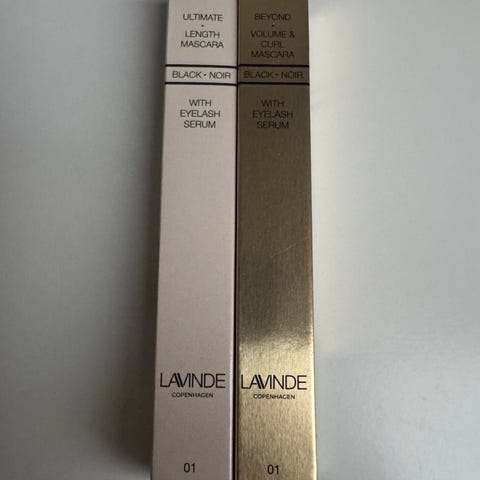 ULTIMATE
•
LENGTH
MASCARA
BLACK • NOIR
WITH
EYELASH
SERUM
LAVINDE
COPENHAGEN
01
BEYOND
•
VOLUME &
CURL
MASCARA
BLACK • NOIR
WITH
EYELASH
SERUM
LAVINDE
COPENHAGEN
01